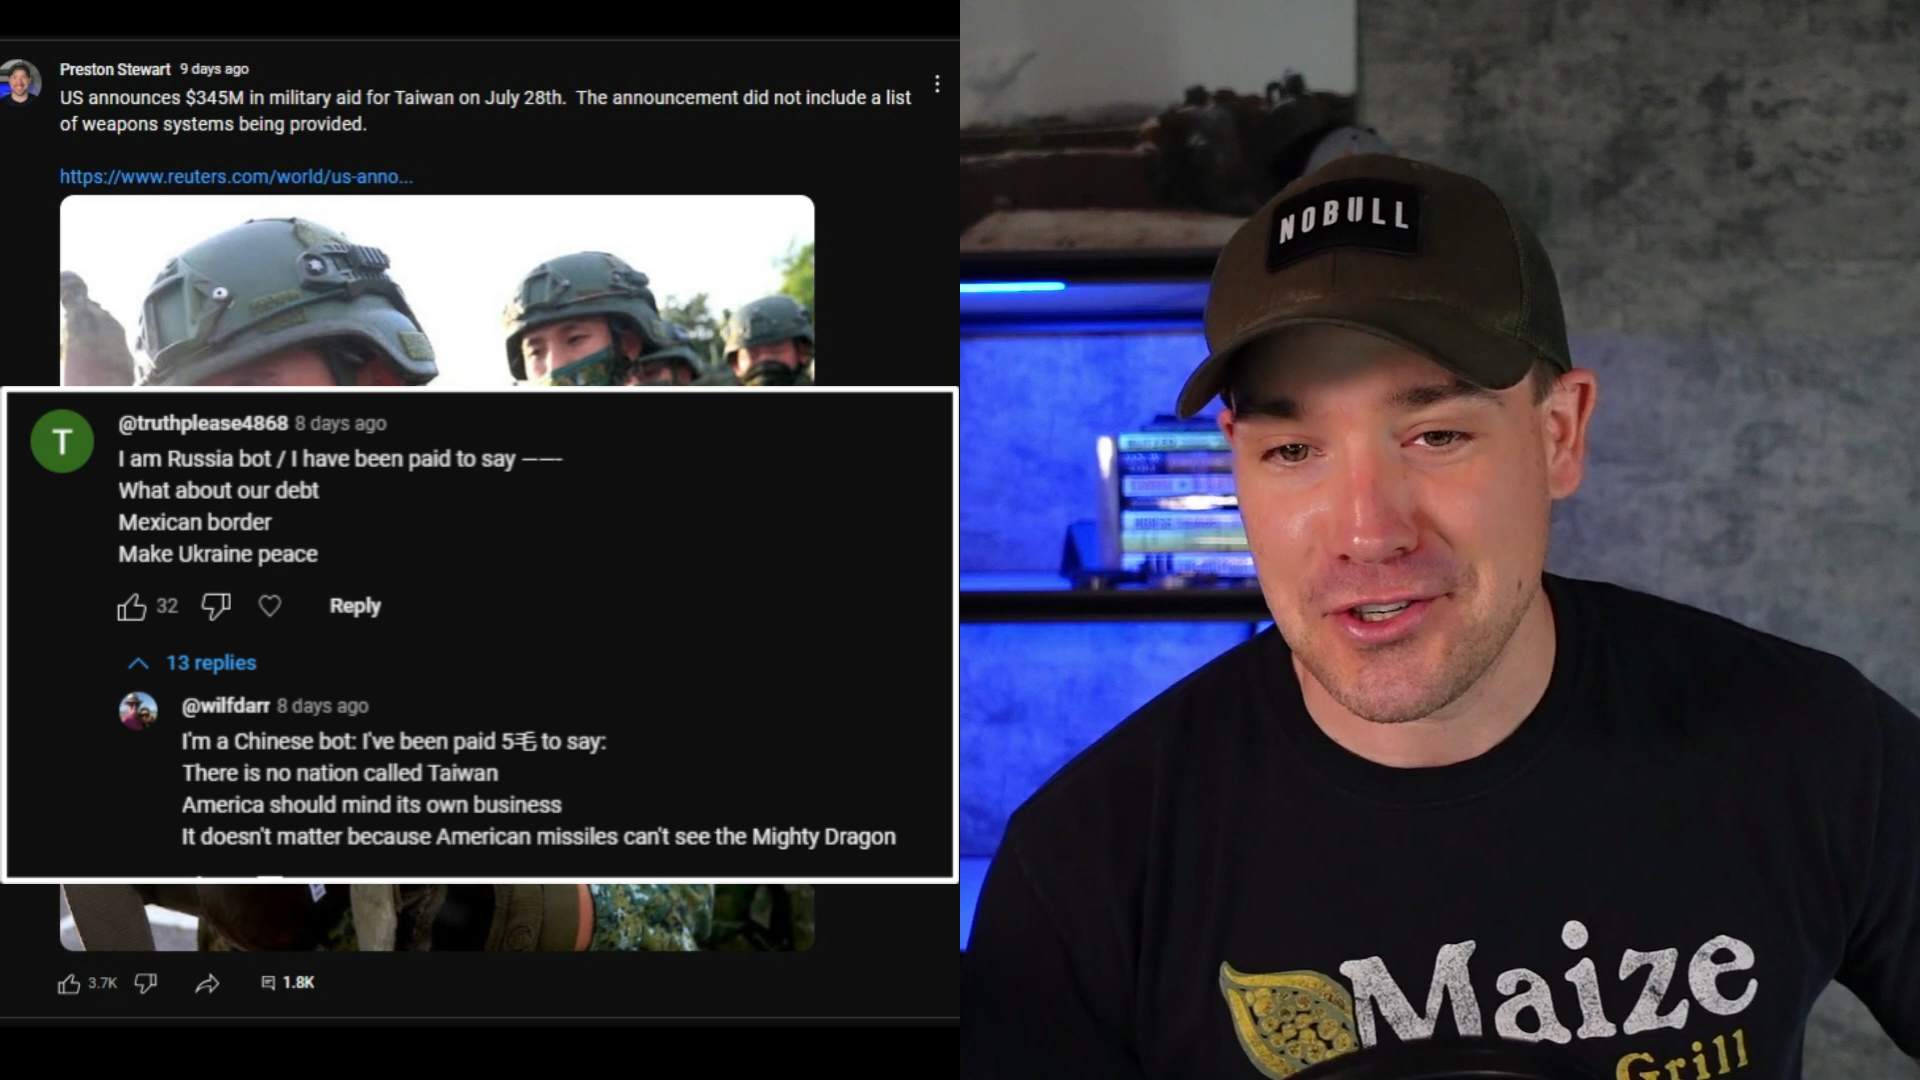 Preston Stewart 9 days ago
US announces $345M in military aid for Taiwan on July 28th. The announcement did not include a list
of weapons systems being provided.
https://www.reuters.com/world/us-anno...
@truthplease4868 8 days ago
T
I am Russia bot / I have been paid to say ———
What about our debt
Mexican border
Make Ukraine peace
32
Reply
13 replies
@wilfdarr 8 days ago
I'm a Chinese bot: I've been paid 5毛 to say:
There is no nation called Taiwan
America should mind its own business
It doesn't matter because American missiles can't see the Mighty Dragon
3.7K
1.8K
NOBULL
Maize
Grill